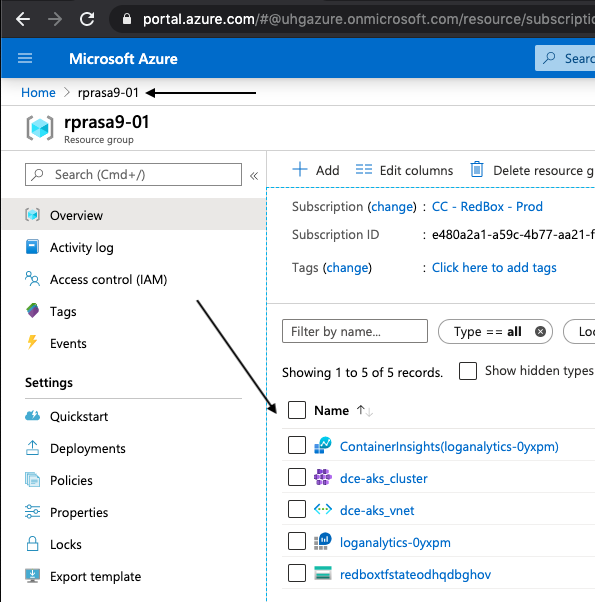 portal.azure.com/#@uhgazure.onmicrosoft.com/resource/subscripti
Microsoft Azure
Sear
Home > rprasa9-01
rprasa9-01
Resource group
Search (Cmd+/)
«
Add
Edit columns
Delete resource g
Overview
Activity log
Access control (IAM)
Tags
Events
Settings
Quickstart
Deployments
Policies
Properties
Locks
Export template
Subscription (change) : CC - RedBox - Prod
Subscription ID : e480a2a1-a59c-4b77-aa21-f
Tags (change) : Click here to add tags
Filter by name...
Type == all
Loc
Showing 1 to 5 of 5 records.
Show hidden types
Name ↑↓
ContainerInsights(loganalytics-0yxpm)
dce-aks_cluster
dce-aks_vnet
loganalytics-0yxpm
redboxtfstateodhqdbghov